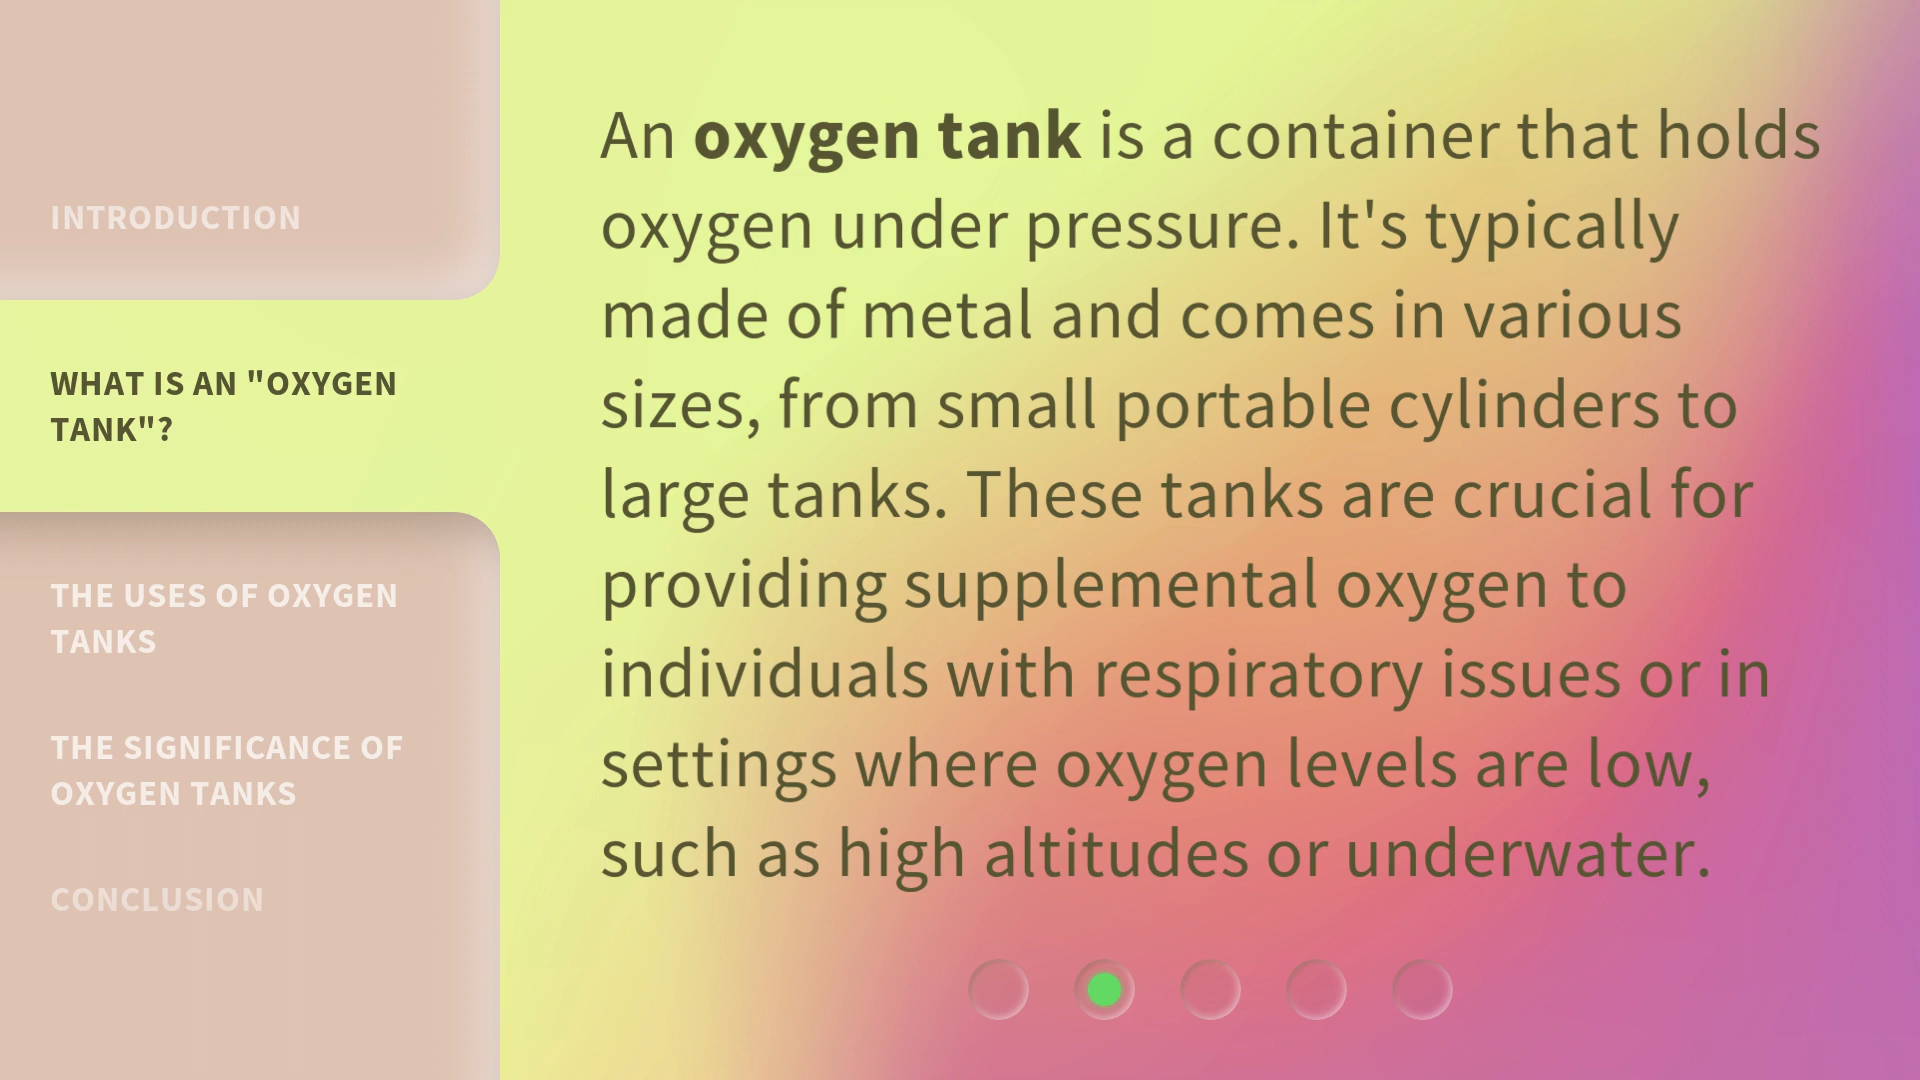 INTRODUCTION
WHAT IS AN "OXYGEN
TANK"?
THE USES OF OXYGEN
TANKS
THE SIGNIFICANCE OF
OXYGEN TANKS
CONCLUSION
An oxygen tank is a container that holds
oxygen under pressure. It's typically
made of metal and comes in various
sizes, from small portable cylinders to
large tanks. These tanks are crucial for
providing supplemental oxygen to
individuals with respiratory issues or in
settings where oxygen levels are low,
such as high altitudes or underwater.